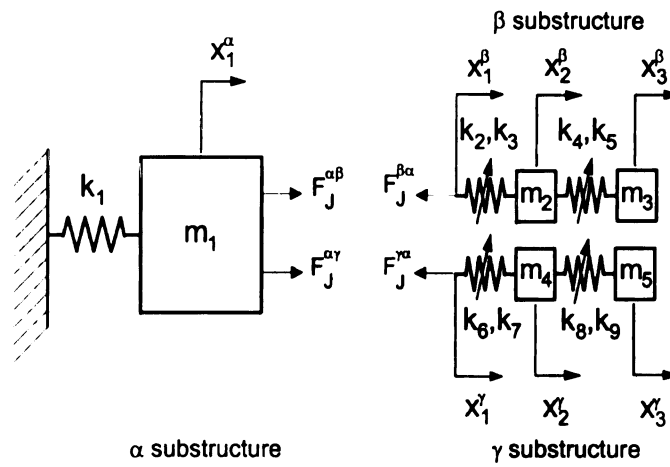 β substructure
x₁^α
x₁^β x₂^β x₃^β
k₂,k₃ k₄,k₅
k₁
F_J^αβ F_J^βα
m₂ m₃
m₁
F_J^αγ F_J^γα
m₄ m₅
k₆,k₇ k₈,k₉
x₁^γ x₂^γ x₃^γ
α substructure γ substructure